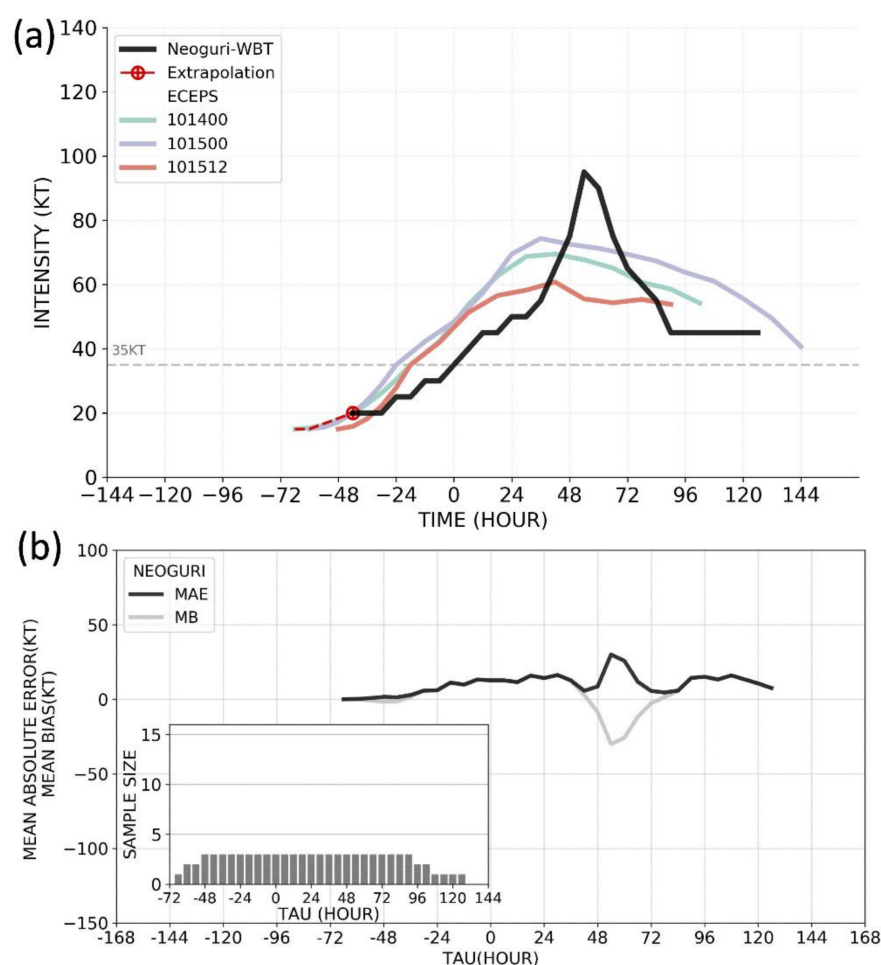 (a)
140
120
100
80
60
40
20
0
INTENSITY (KT)
Neoguri-WBT
Extrapolation
ECEPS
101400
101500
101512
35KT
−144 −120 −96 −72 −48 −24 0 24 48 72 96 120 144
TIME (HOUR)
(b)
100
50
0
−50
−100
−150
MEAN ABSOLUTE ERROR(KT)
MEAN BIAS(KT)
NEOGURI
MAE
MB
15
10
5
0
SAMPLE SIZE
-72 -48 -24 0 24 48 72 96 120 144
TAU (HOUR)
-168 -144 -120 -96 -72 -48 -24 0 24 48 72 96 120 144 168
TAU(HOUR)